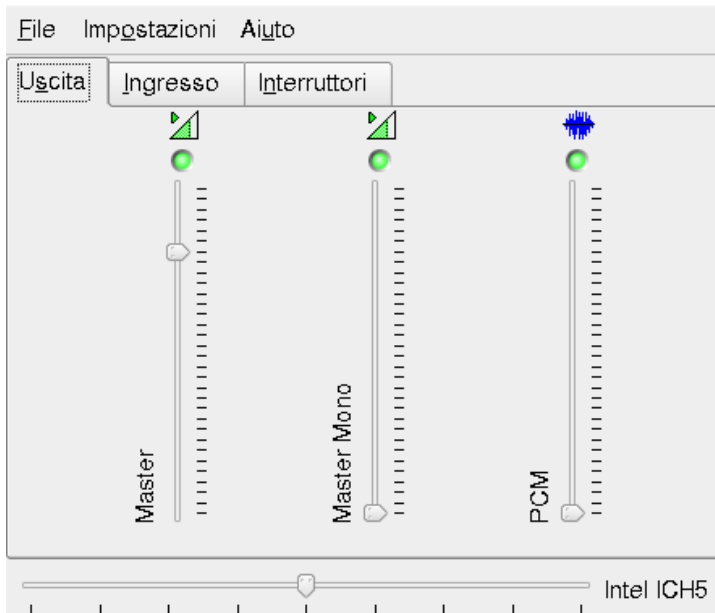 File Impostazioni Aiuto
Uscita Ingresso Interruttori
Master
Master Mono
PCM
Intel ICH5